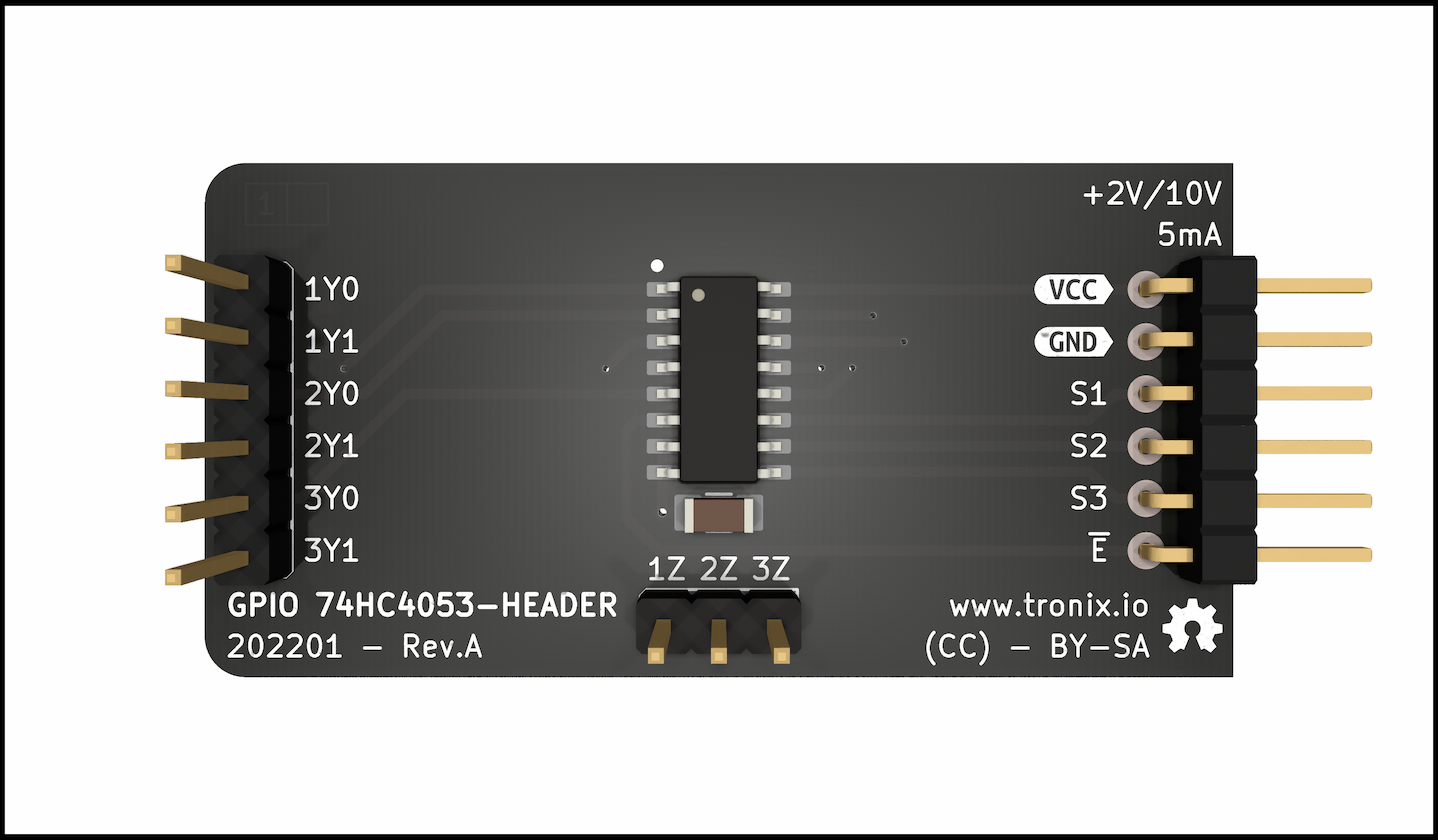 +2V/10V
5mA
1Y0
1Y1
2Y0
2Y1
3Y0
3Y1
VCC
GND
S1
S2
S3
E̅
1Z 2Z 3Z
GPIO 74HC4053-HEADER
202201 - Rev.A
www.tronix.io
(CC) - BY-SA
1